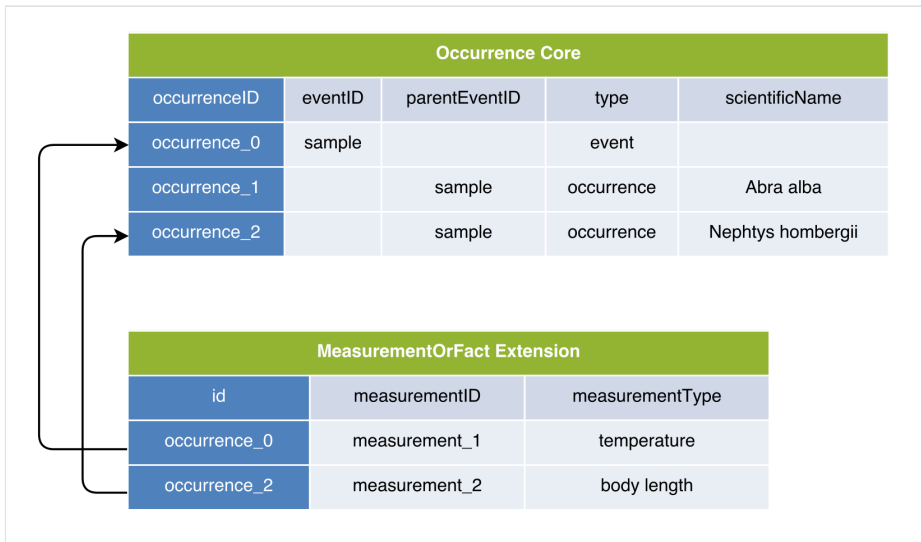 Occurrence Core
occurrenceID eventID parentEventID type scientificName
occurrence_0 sample event
occurrence_1 sample occurrence Abra alba
occurrence_2 sample occurrence Nephtys hombergii
MeasurementOrFact Extension
id measurementID measurementType
occurrence_0 measurement_1 temperature
occurrence_2 measurement_2 body length